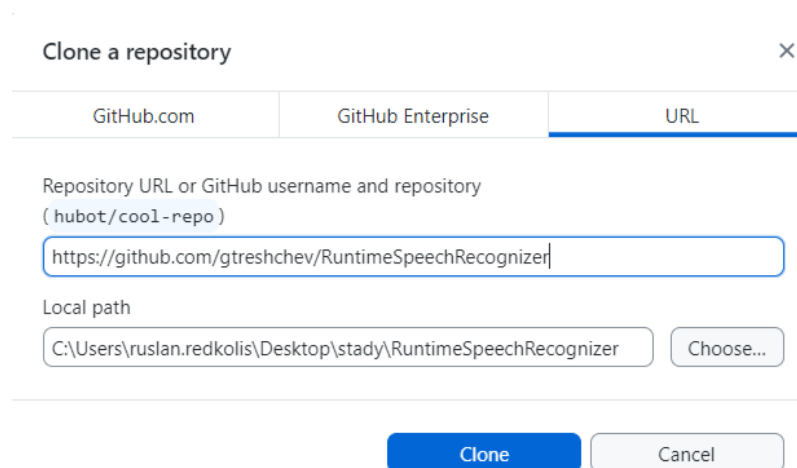 Clone a repository
GitHub.com GitHub Enterprise URL
Repository URL or GitHub username and repository
(hubot/cool-repo)
https://github.com/gtreshchev/RuntimeSpeechRecognizer
Local path
C:\Users\ruslan.redkolis\Desktop\stady\RuntimeSpeechRecognizer Choose...
Clone Cancel